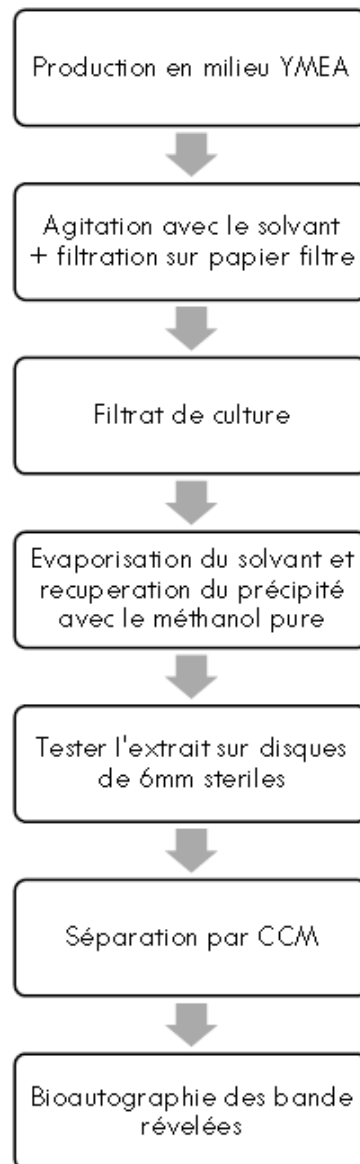 Production en milieu YMEA
Agitation avec le solvant
+ filtration sur papier filtre
Filtrat de culture
Evaporisation du solvant et
recuperation du précipité
avec le méthanol pure
Tester l'extrait sur disques
de 6mm steriles
Séparation par CCM
Bioautographie des bande
révelées